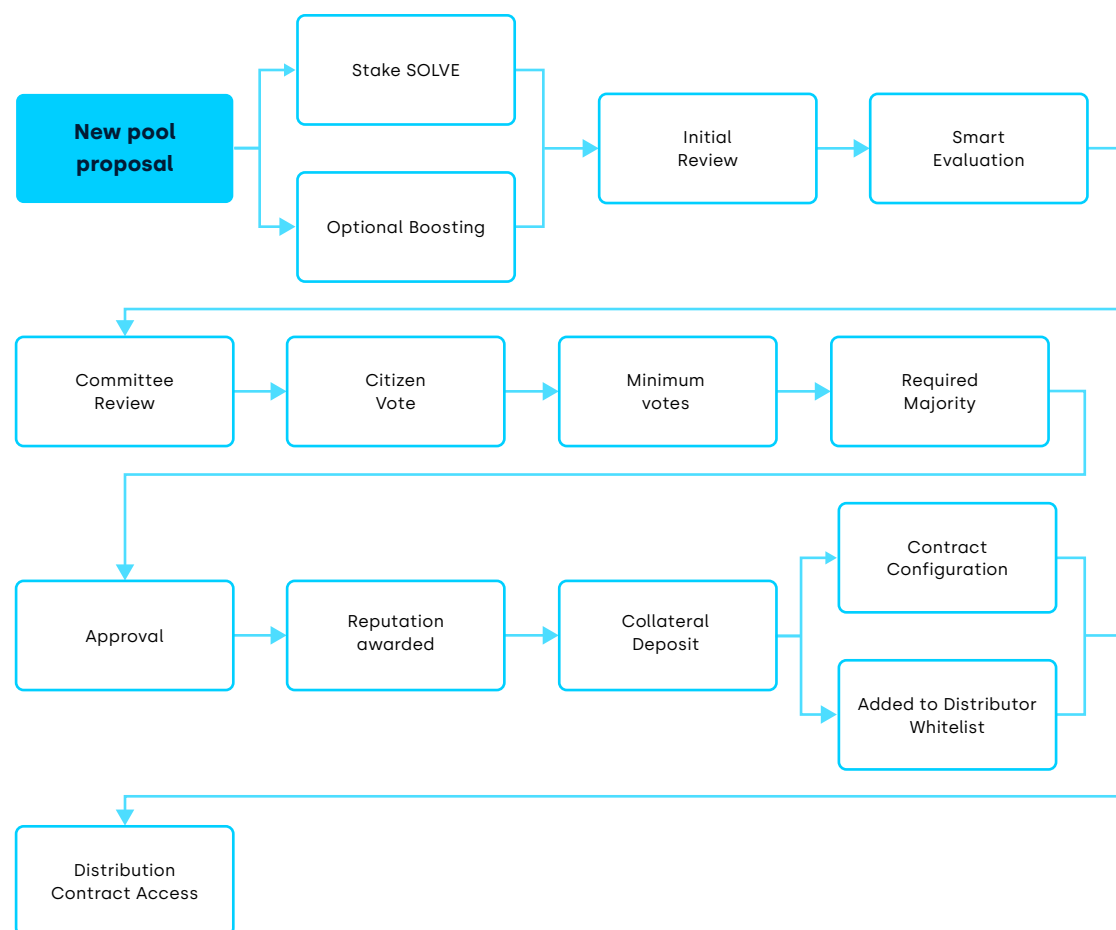 New pool
proposal
Stake SOLVE
Optional Boosting
Initial
Review
Smart
Evaluation
Committee
Review
Citizen
Vote
Minimum
votes
Required
Majority
Approval
Reputation
awarded
Collateral
Deposit
Contract
Configuration
Added to Distributor
Whitelist
Distribution
Contract Access